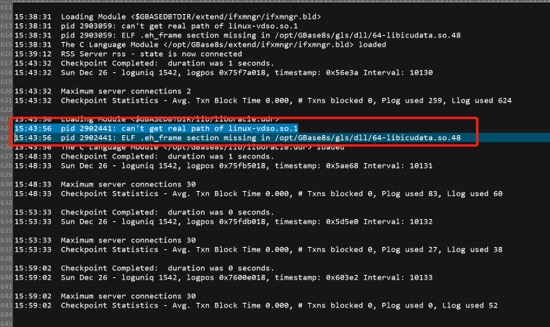 611
612 15:38:31 Loading Module <$GBASEDBTDIR/extend/ifxmngr/ifxmngr.bld>
613 15:38:31 pid 2903059: can't get real path of linux-vdso.so.1
614 15:38:31 pid 2903059: ELF .eh_frame section missing in /opt/GBase8s/gls/dll/64-libicudata.so.48
615 15:38:31 The C Language Module </opt/GBase8s/extend/ifxmngr/ifxmngr.bld> loaded
616 15:39:12 RSS Server rss - state is now connected
617 15:43:31 Checkpoint Completed: duration was 1 seconds.
618 15:43:32 Sun Dec 26 - loguniq 1542, logpos 0x75f7a018, timestamp: 0x56e3a Interval: 10130
619
620 15:43:32 Maximum server connections 2
621 15:43:32 Checkpoint Statistics - Avg. Txn Block Time 0.000, # Txns blocked 0, Plog used 259, Llog used 624
15:43:56 Loading Module <$GBASEDBTDIR/lib/liboracle.udr>
15:43:56 pid 2902441: can't get real path of linux-vdso.so.1
15:43:56 pid 2902441: ELF .eh_frame section missing in /opt/GBase8s/gls/dll/64-libicudata.so.48
15:43:56 The C Language Module </opt/GBase8s/lib/liboracle.udr> loaded
15:48:33 Checkpoint Completed: duration was 1 seconds.
15:48:33 Sun Dec 26 - loguniq 1542, logpos 0x75fb5018, timestamp: 0x5ae68 Interval: 10131
15:48:33 Maximum server connections 30
15:48:33 Checkpoint Statistics - Avg. Txn Block Time 0.000, # Txns blocked 0, Plog used 83, Llog used 60
15:53:33 Checkpoint Completed: duration was 0 seconds.
15:53:33 Sun Dec 26 - loguniq 1542, logpos 0x75fdb018, timestamp: 0x5d5e0 Interval: 10132
15:53:33 Maximum server connections 30
15:53:33 Checkpoint Statistics - Avg. Txn Block Time 0.000, # Txns blocked 0, Plog used 27, Llog used 38
15:59:02 Checkpoint Completed: duration was 0 seconds.
15:59:02 Sun Dec 26 - loguniq 1542, logpos 0x7600e018, timestamp: 0x603e2 Interval: 10133
15:59:02 Maximum server connections 30
15:59:02 Checkpoint Statistics - Avg. Txn Block Time 0.000, # Txns blocked 0, Plog used 0, Llog used 52